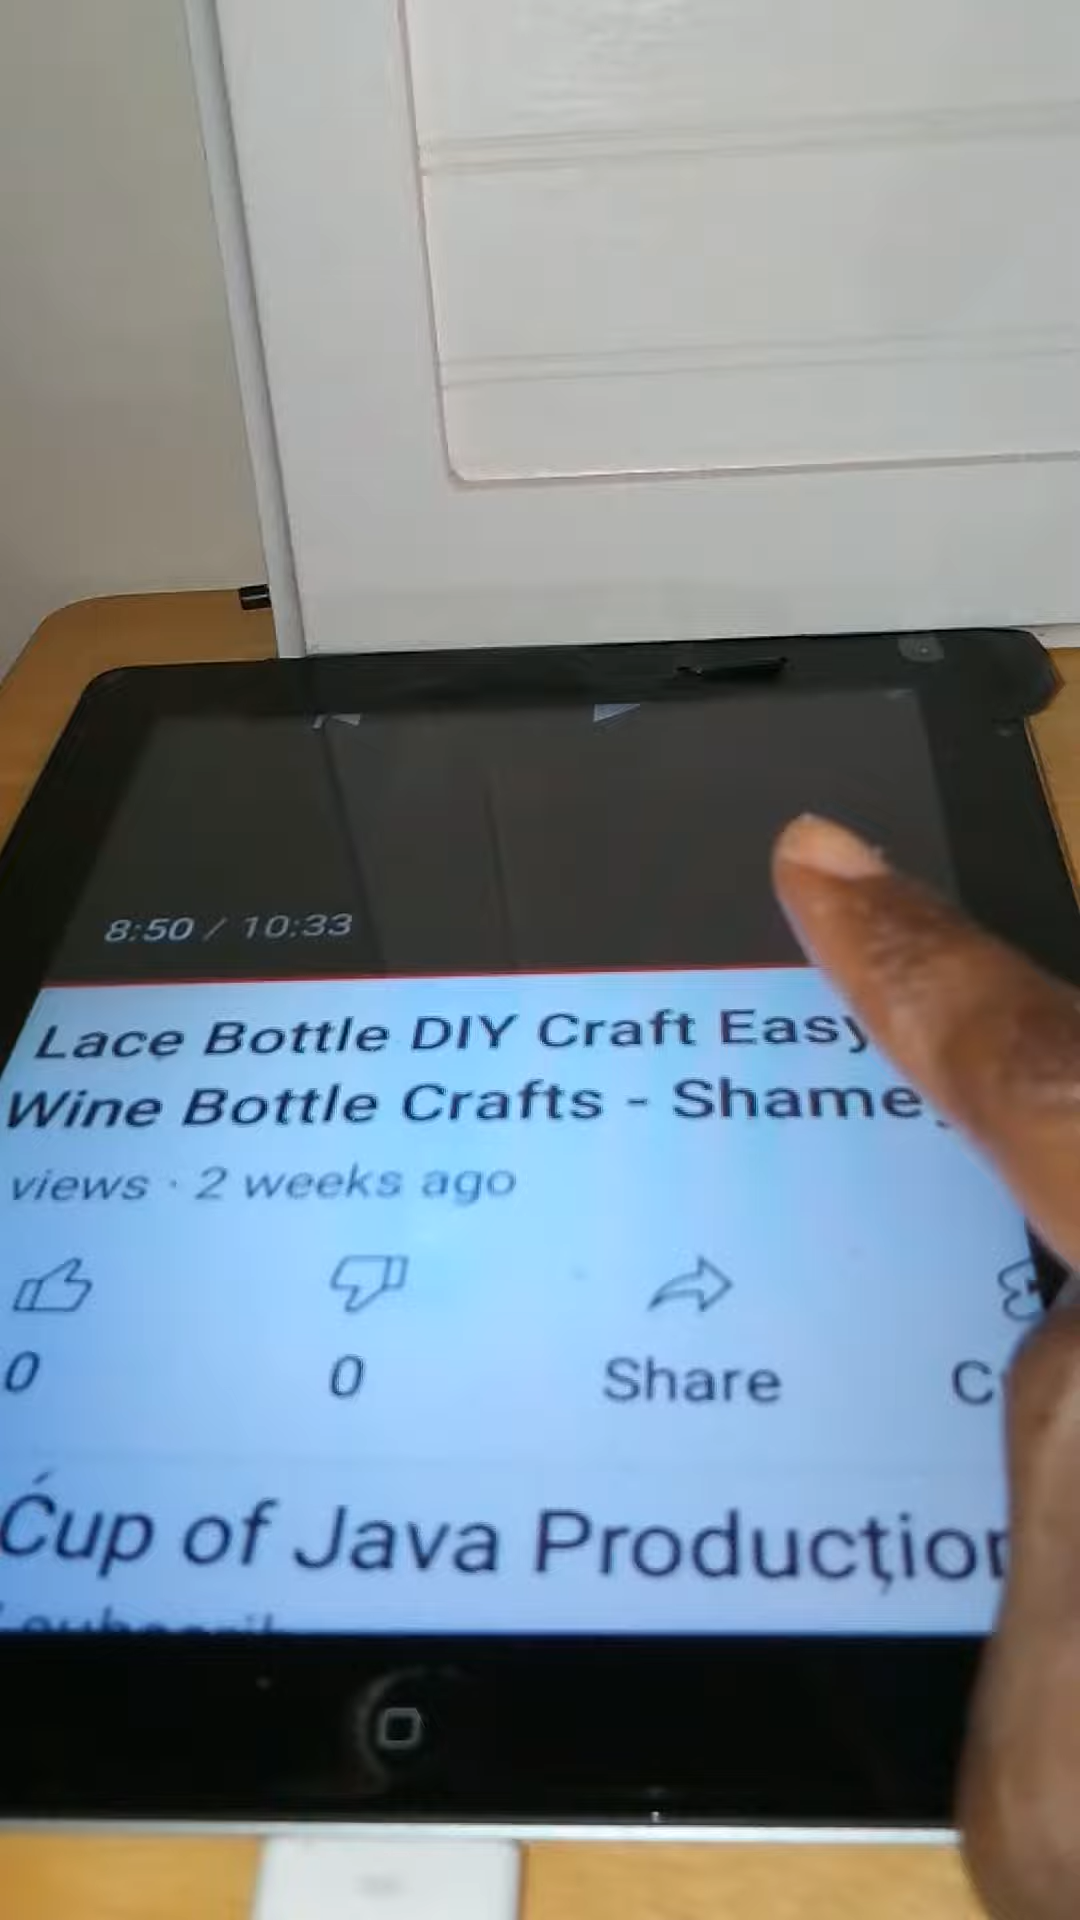 8:50 / 10:33
Lace Bottle DIY Craft Easy
Wine Bottle Crafts - Shame
views · 2 weeks ago
0
0
Share
Cup of Java Production